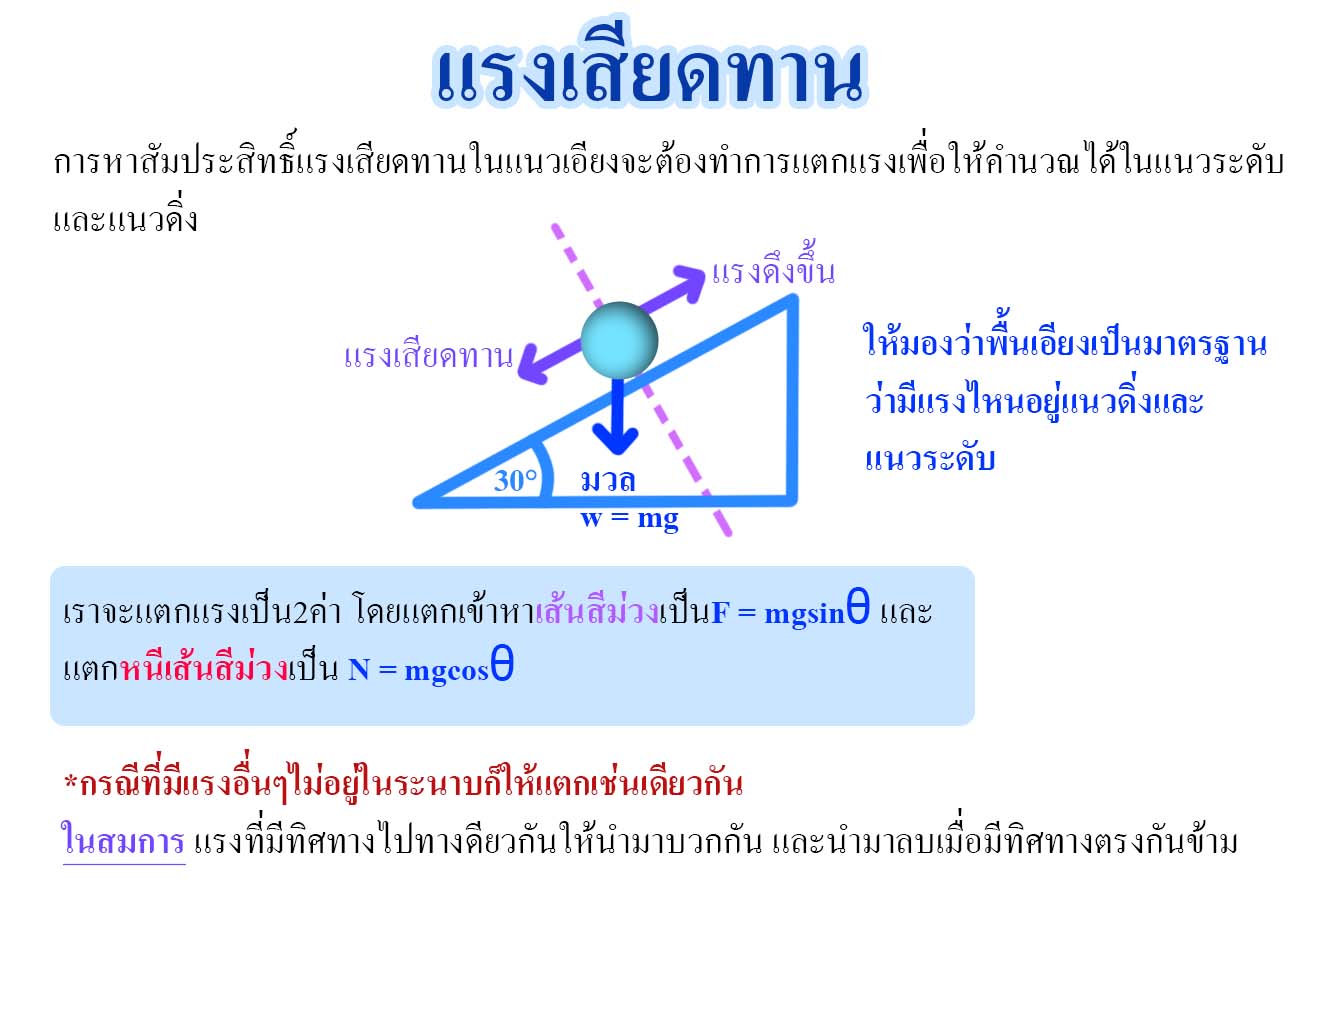 แรงเสียดทาน
การหาสัมประสิทธิ์แรงเสียดทานในแนวเอียงจะต้องทำการแตกแรงเพื่อให้คำนวณได้ในแนวระดับ
และแนวดิ่ง
แรงดึงขึ้น
แรงเสียดทาน
ให้มองว่าพื้นเอียงเป็นมาตรฐาน
ว่ามีแรงไหนอยู่แนวดิ่งและ
แนวระดับ
30°
มวล
w = mg
เราจะแตกแรงเป็น2ค่า โดยแตกเข้าหาเส้นสีม่วงเป็นF = mgsinθ และ
แตกหนีเส้นสีม่วงเป็น N = mgcosθ
*กรณีที่มีแรงอื่นๆไม่อยู่ในระนาบก็ให้แตกเช่นเดียวกัน
ในสมการ แรงที่มีทิศทางไปทางดียวกันให้นำมาบวกกัน และนำมาลบเมื่อมีทิศทางตรงกันข้าม